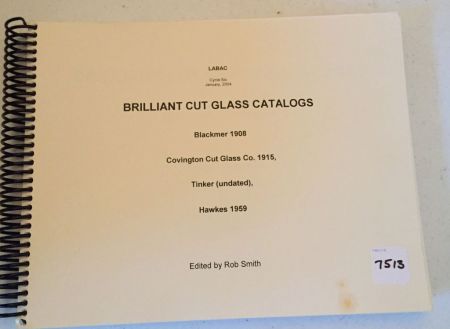 LABAC
Cycle Six
January, 2004
BRILLIANT CUT GLASS CATALOGS
Blackmer 1908
Covington Cut Glass Co. 1915,
Tinker (undated),
Hawkes 1959
Edited by Rob Smith
7513